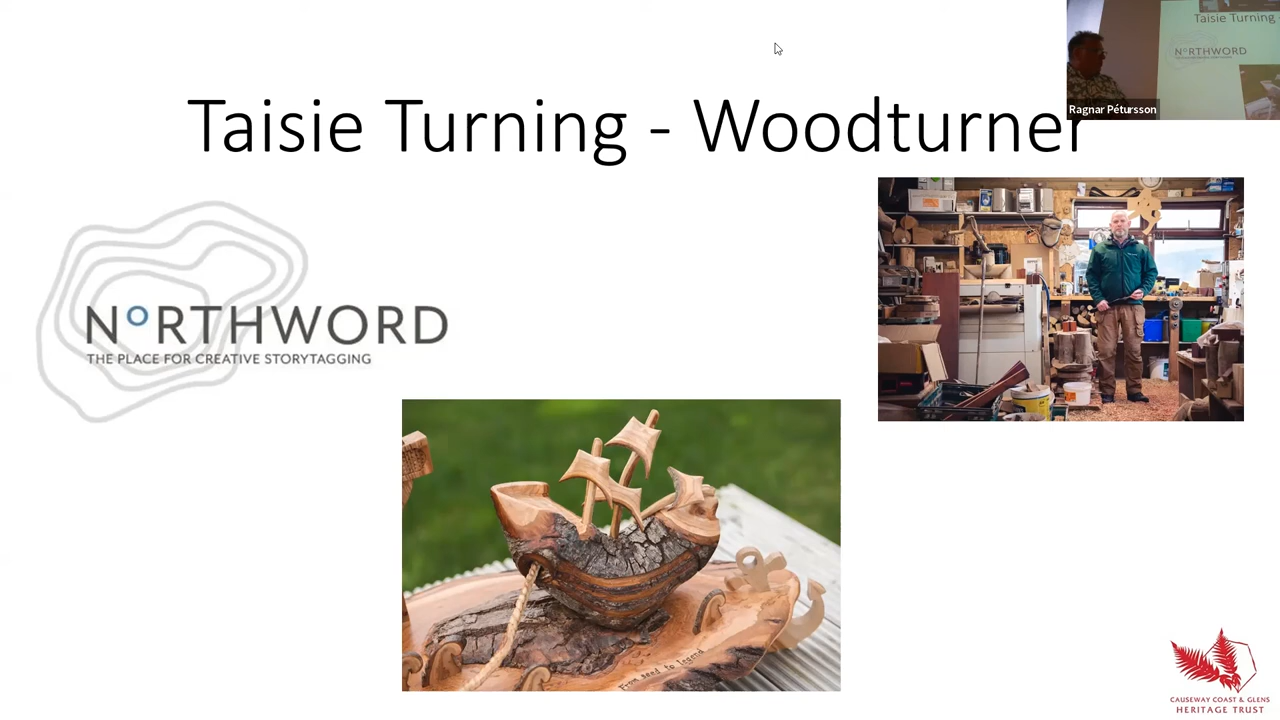 Taisie Turning - Woodturner
Taisie Turning -
NORTHWORD
Ragnar Pétursson
NORTHWORD
THE PLACE FOR CREATIVE STORYTAGGING
From seed to legend
CAUSEWAY COAST & GLENS
HERITAGE TRUST